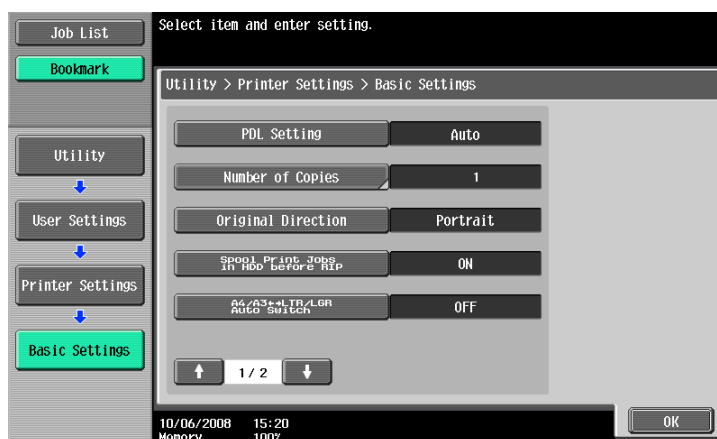 Job List
Bookmark
Utility
User Settings
Printer Settings
Basic Settings
Select item and enter setting.
Utility > Printer Settings > Basic Settings
PDL Setting
Auto
Number of Copies
1
Original Direction
Portrait
Spool Print Jobs
in HDD before RIP
ON
A4/A3↔LTR/LGR
Auto Switch
OFF
1/ 2
10/06/2008 15:20
Memory 100%
OK